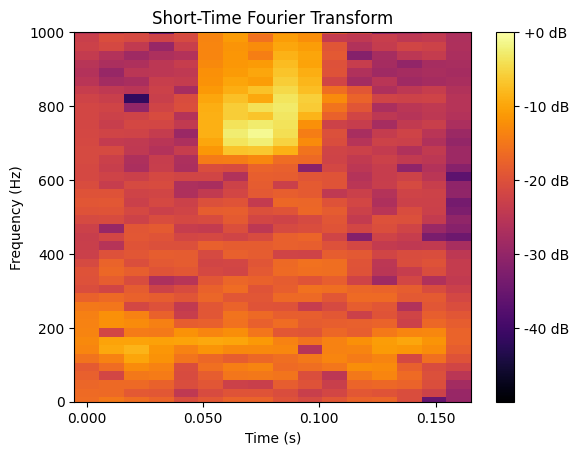 Short-Time Fourier Transform
1000
800
600
400
200
0
Frequency (Hz)
0.000
0.050
0.100
0.150
Time (s)
+0 dB
-10 dB
-20 dB
-30 dB
-40 dB